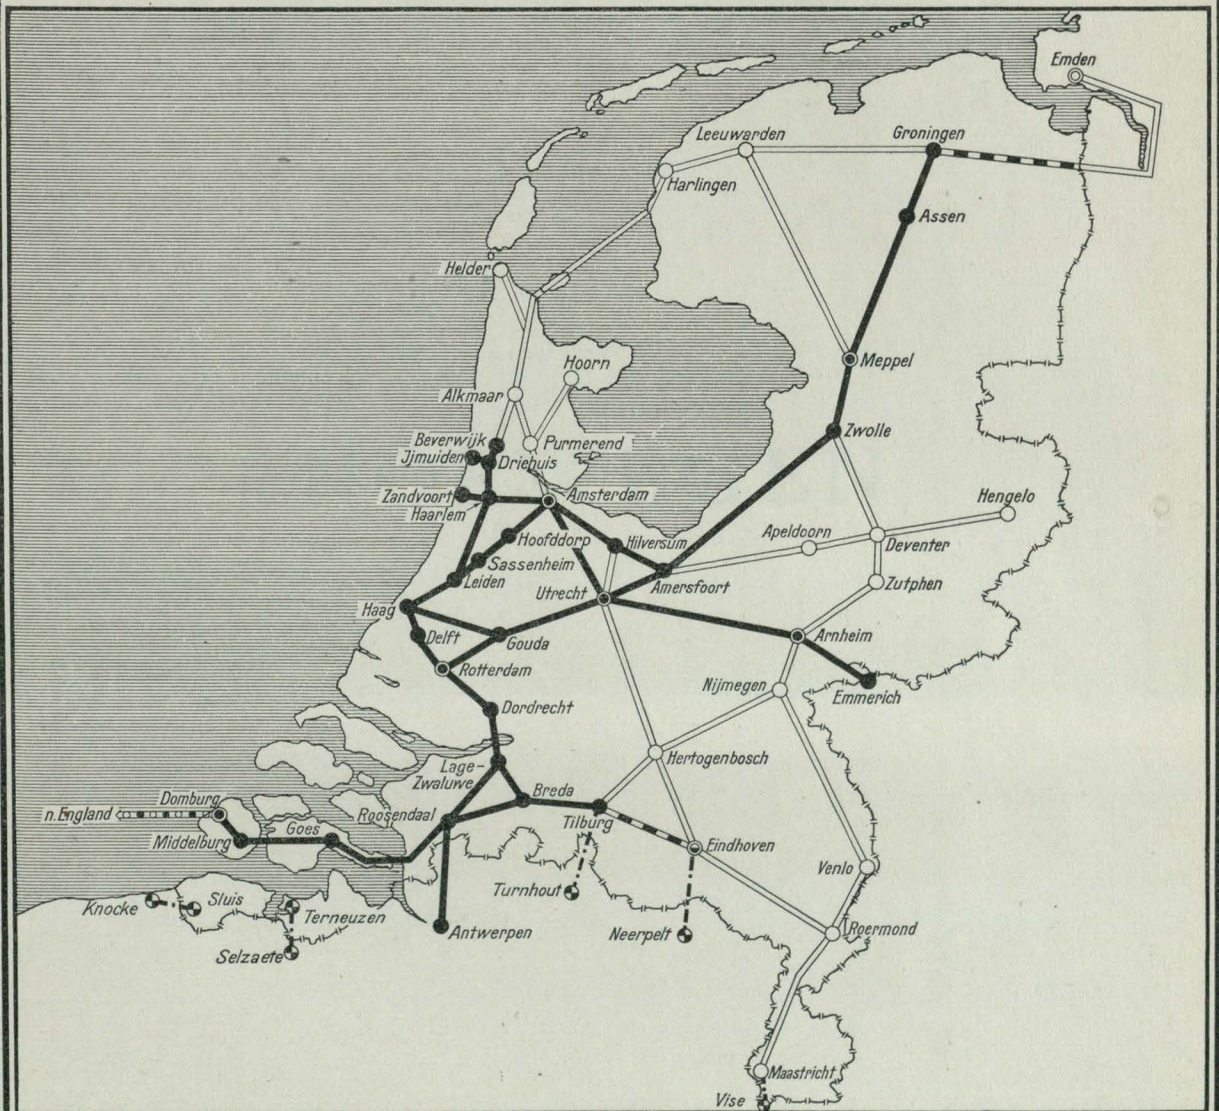 Emden
Leeuwarden
Groningen
Harlingen
Assen
Helder
Meppel
Hoorn
Alkmaar
Zwolle
Beverwijk
Purmerend
Ijmuiden
Driehuis
Zandvoort
Amsterdam
Haarlem
Hengelo
Hoofddorp
Hilversum
Apeldoorn
Deventer
Sassenheim
Leiden
Utrecht
Amersfoort
Zutphen
Haag
Delft
Gouda
Arnheim
Rotterdam
Nijmegen
Emmerich
Dordrecht
Hertogenbosch
Lage-
Zwaluwe
Breda
Domburg
n.England
Roosendaal
Tilburg
Middelburg
Goes
Eindhoven
Venlo
Turnhout
Knocke
Sluis
Terneuzen
Antwerpen
Neerpelt
Roermond
Selzaete
Maastricht
Vise